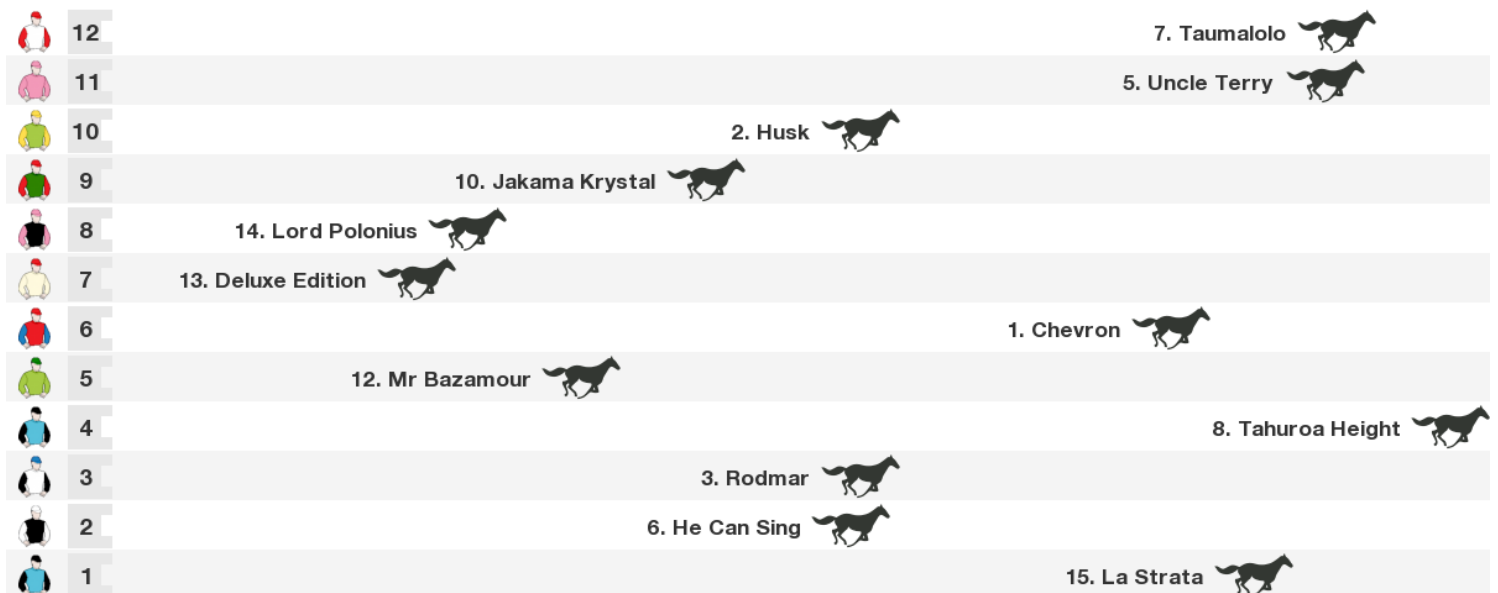 12 7. Taumalolo
11 5. Uncle Terry
10 2. Husk
9 10. Jakama Krystal
8 14. Lord Polonius
7 13. Deluxe Edition
6 1. Chevron
5 12. Mr Bazamour
4 8. Tahuroa Height
3 3. Rodmar
2 6. He Can Sing
1 15. La Strata